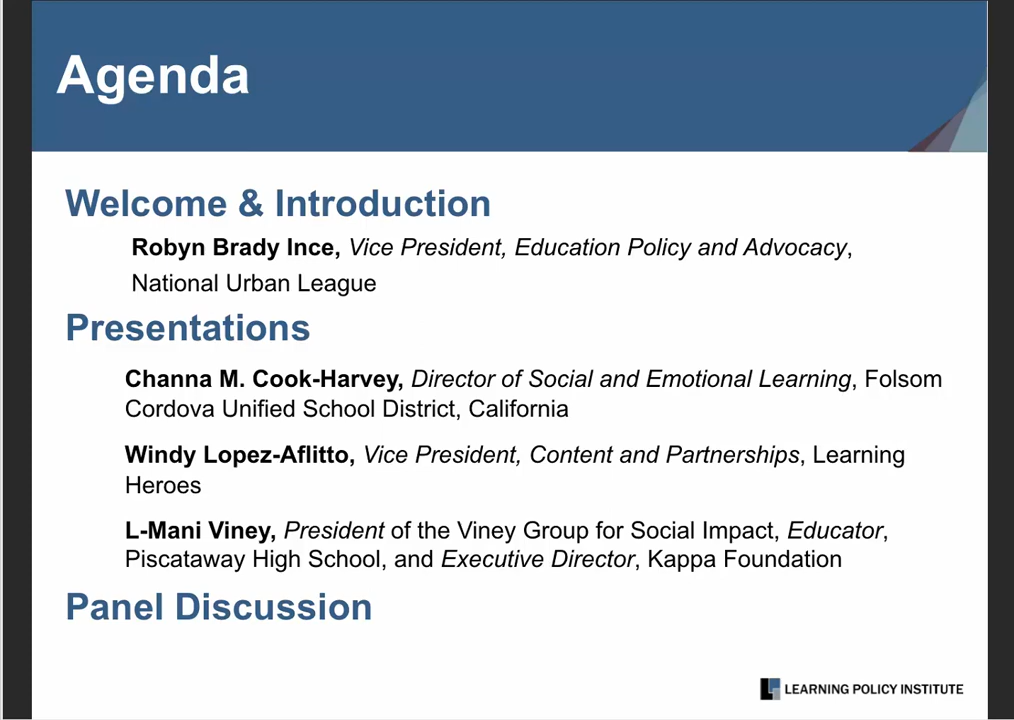 Agenda
Welcome & Introduction
Robyn Brady Ince, Vice President, Education Policy and Advocacy,
National Urban League
Presentations
Channa M. Cook-Harvey, Director of Social and Emotional Learning, Folsom
Cordova Unified School District, California
Windy Lopez-Aflitto, Vice President, Content and Partnerships, Learning
Heroes
L-Mani Viney, President of the Viney Group for Social Impact, Educator,
Piscataway High School, and Executive Director, Kappa Foundation
Panel Discussion
LEARNING POLICY INSTITUTE